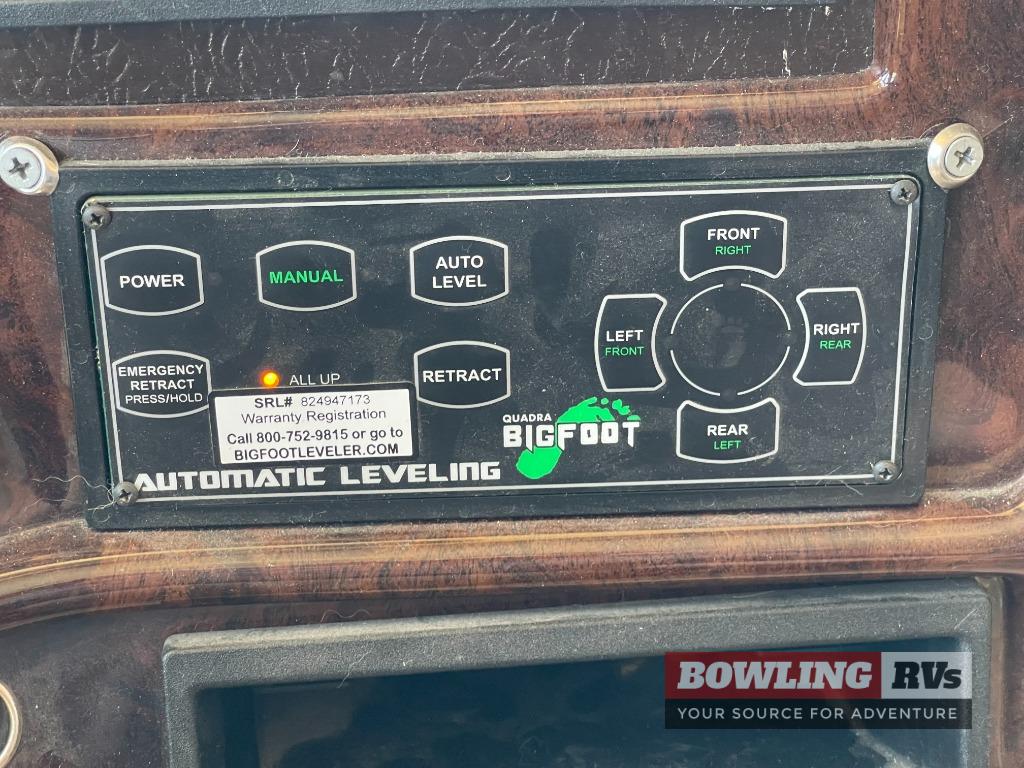 POWER
MANUAL
AUTO
LEVEL
FRONT
RIGHT
LEFT
FRONT
RIGHT
REAR
EMERGENCY
RETRACT
PRESS/HOLD
ALL UP
RETRACT
SRL# 824947173
Warranty Registration
Call 800-752-9815 or go to
BIGFOOTLEVELER.COM
QUADRA
BIGFOOT
REAR
LEFT
AUTOMATIC LEVELING
BOWLING RVs
YOUR SOURCE FOR ADVENTURE